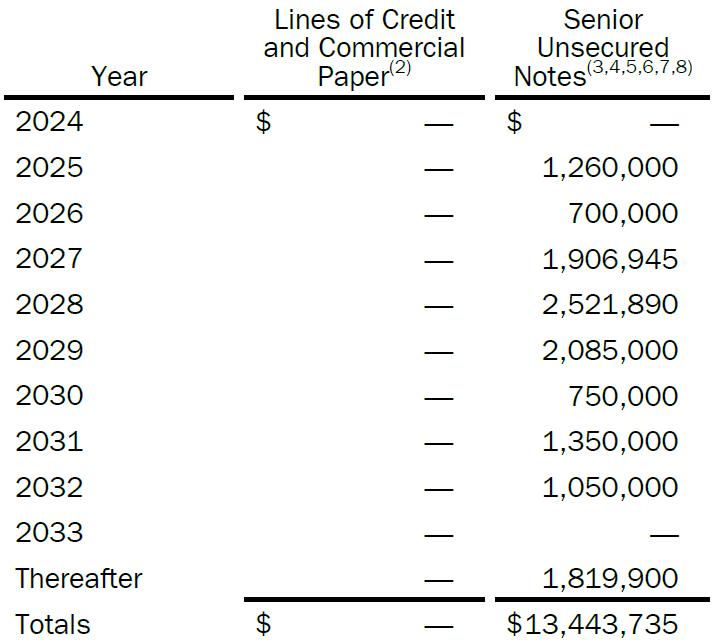 Lines of Credit Senior
and Commercial Unsecured
Year Paper(2) Notes(3,4,5,6,7,8)
2024 $ — $ —
2025 — 1,260,000
2026 — 700,000
2027 — 1,906,945
2028 — 2,521,890
2029 — 2,085,000
2030 — 750,000
2031 — 1,350,000
2032 — 1,050,000
2033 — —
Thereafter — 1,819,900
Totals $ — $13,443,735